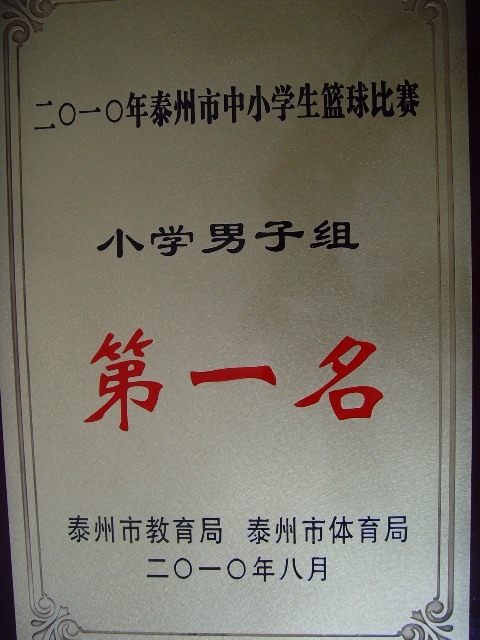 二〇一〇年泰州市中小学生篮球比赛
小学男子组
第一名
泰州市教育局 泰州市体育局
二〇一〇年八月